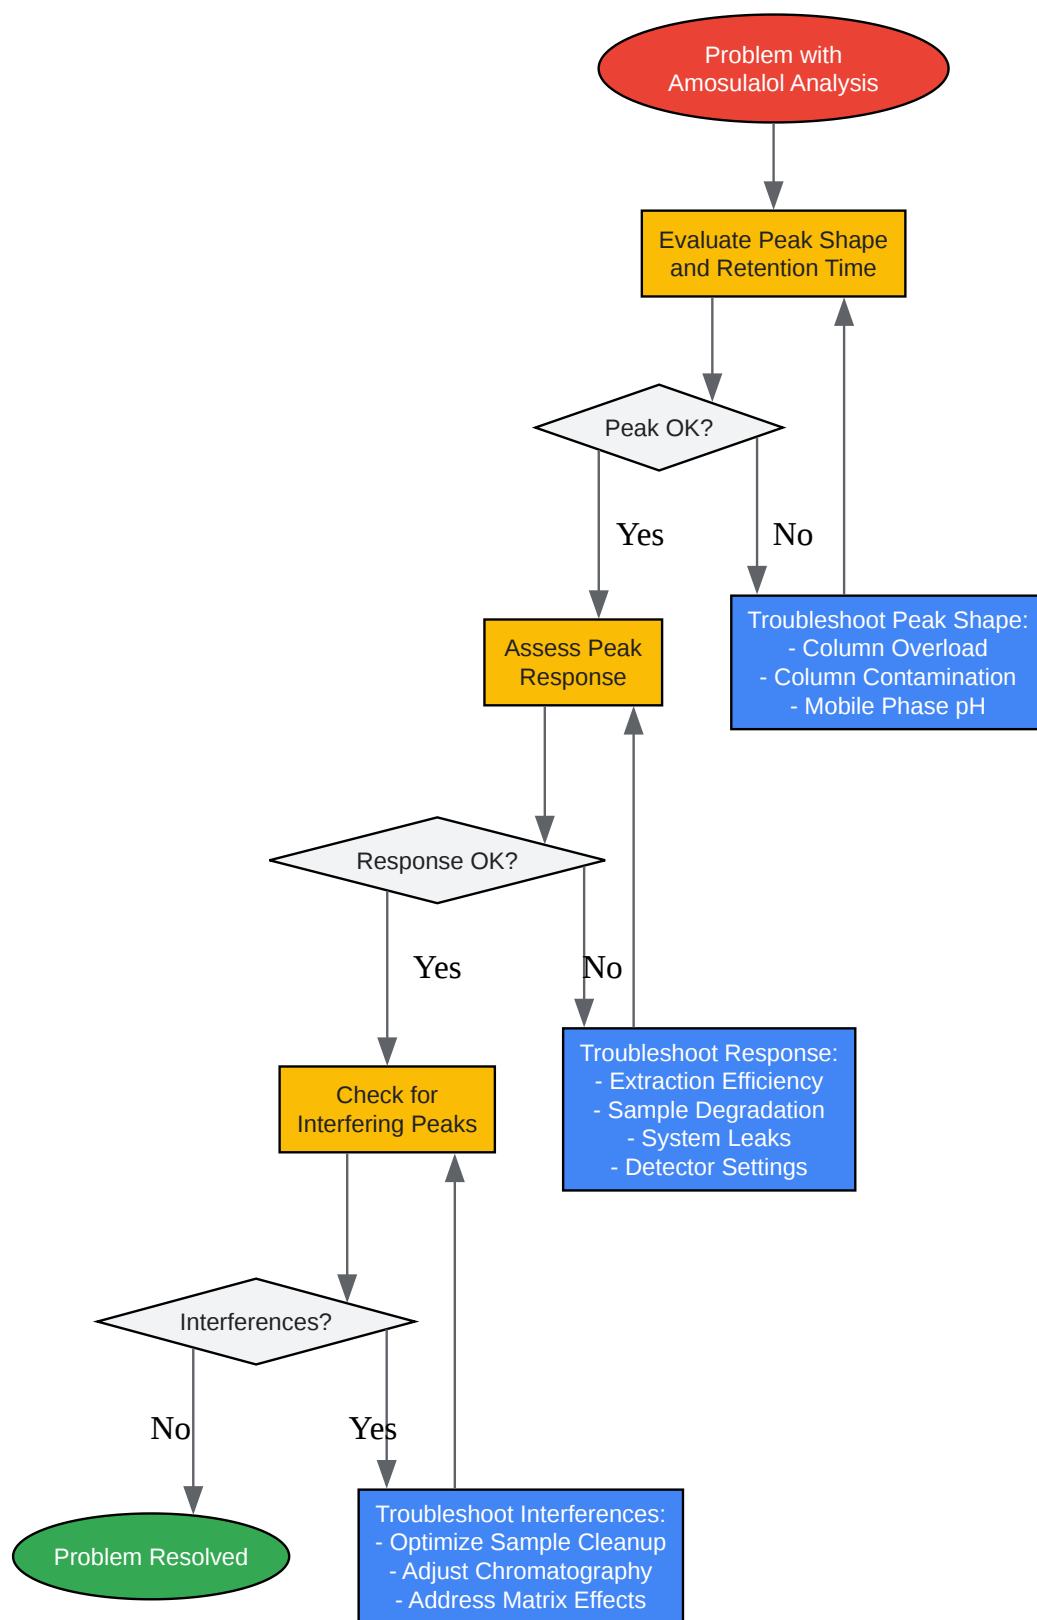 Problem with
Amosulalol Analysis
Evaluate Peak Shape
and Retention Time
Peak OK?
Yes
No
Troubleshoot Peak Shape:
- Column Overload
- Column Contamination
- Mobile Phase pH
Assess Peak
Response
Response OK?
Yes
No
Troubleshoot Response:
- Extraction Efficiency
- Sample Degradation
- System Leaks
- Detector Settings
Check for
Interfering Peaks
Interferences?
No
Yes
Troubleshoot Interferences:
- Optimize Sample Cleanup
- Adjust Chromatography
- Address Matrix Effects
Problem Resolved